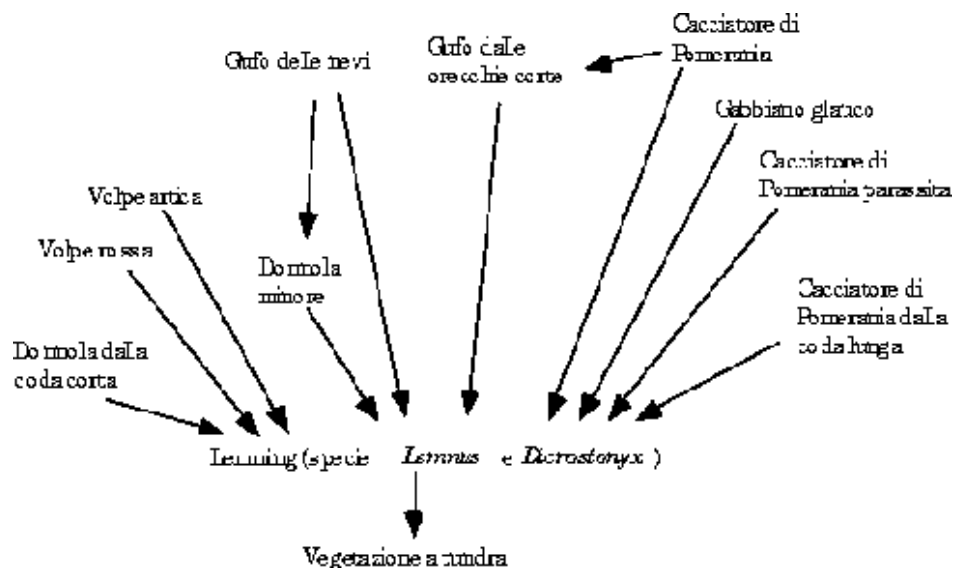 Cacciatore di
Pomerania
Gufo delle nevi
Gufo dalle
orecchie corte
Gabbiano glauco
Cacciatore di
Pomerania parassita
Volpe artica
Volpe rossa
Donnola
minore
Cacciatore di
Pomerania dalla
coda lunga
Donnola dalla
coda corta
Lemming (specie Lemnus e Dicrostonyx )
Vegetazione a tundra